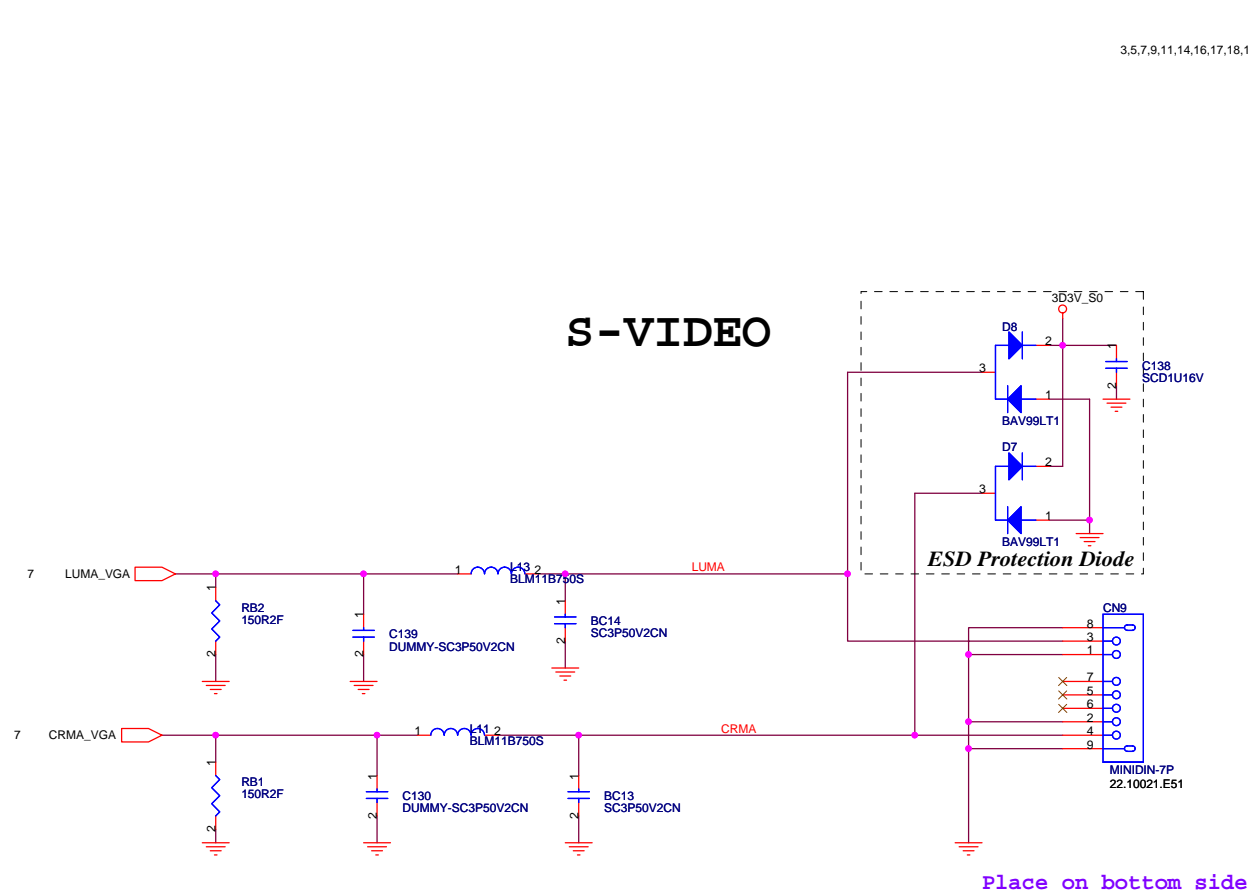 3,5,7,9,11,14,16,17,18,1
S-VIDEO
3D3V_S0
D8
2
1
3
C138
SCD1U16V
2
1
BAV99LT1
D7
2
3
1
BAV99LT1
ESD Protection Diode
7 LUMA_VGA
1
L13
2
BLM11B750S
LUMA
1
RB2
150R2F
2
1
C139
DUMMY-SC3P50V2CN
2
1
BC14
SC3P50V2CN
2
CN9
8
3
1
7
5
6
2
4
9
MINIDIN-7P
22.10021.E51
7 CRMA_VGA
1
L11
2
BLM11B750S
CRMA
1
RB1
150R2F
2
1
C130
DUMMY-SC3P50V2CN
2
1
BC13
SC3P50V2CN
2
Place on bottom side